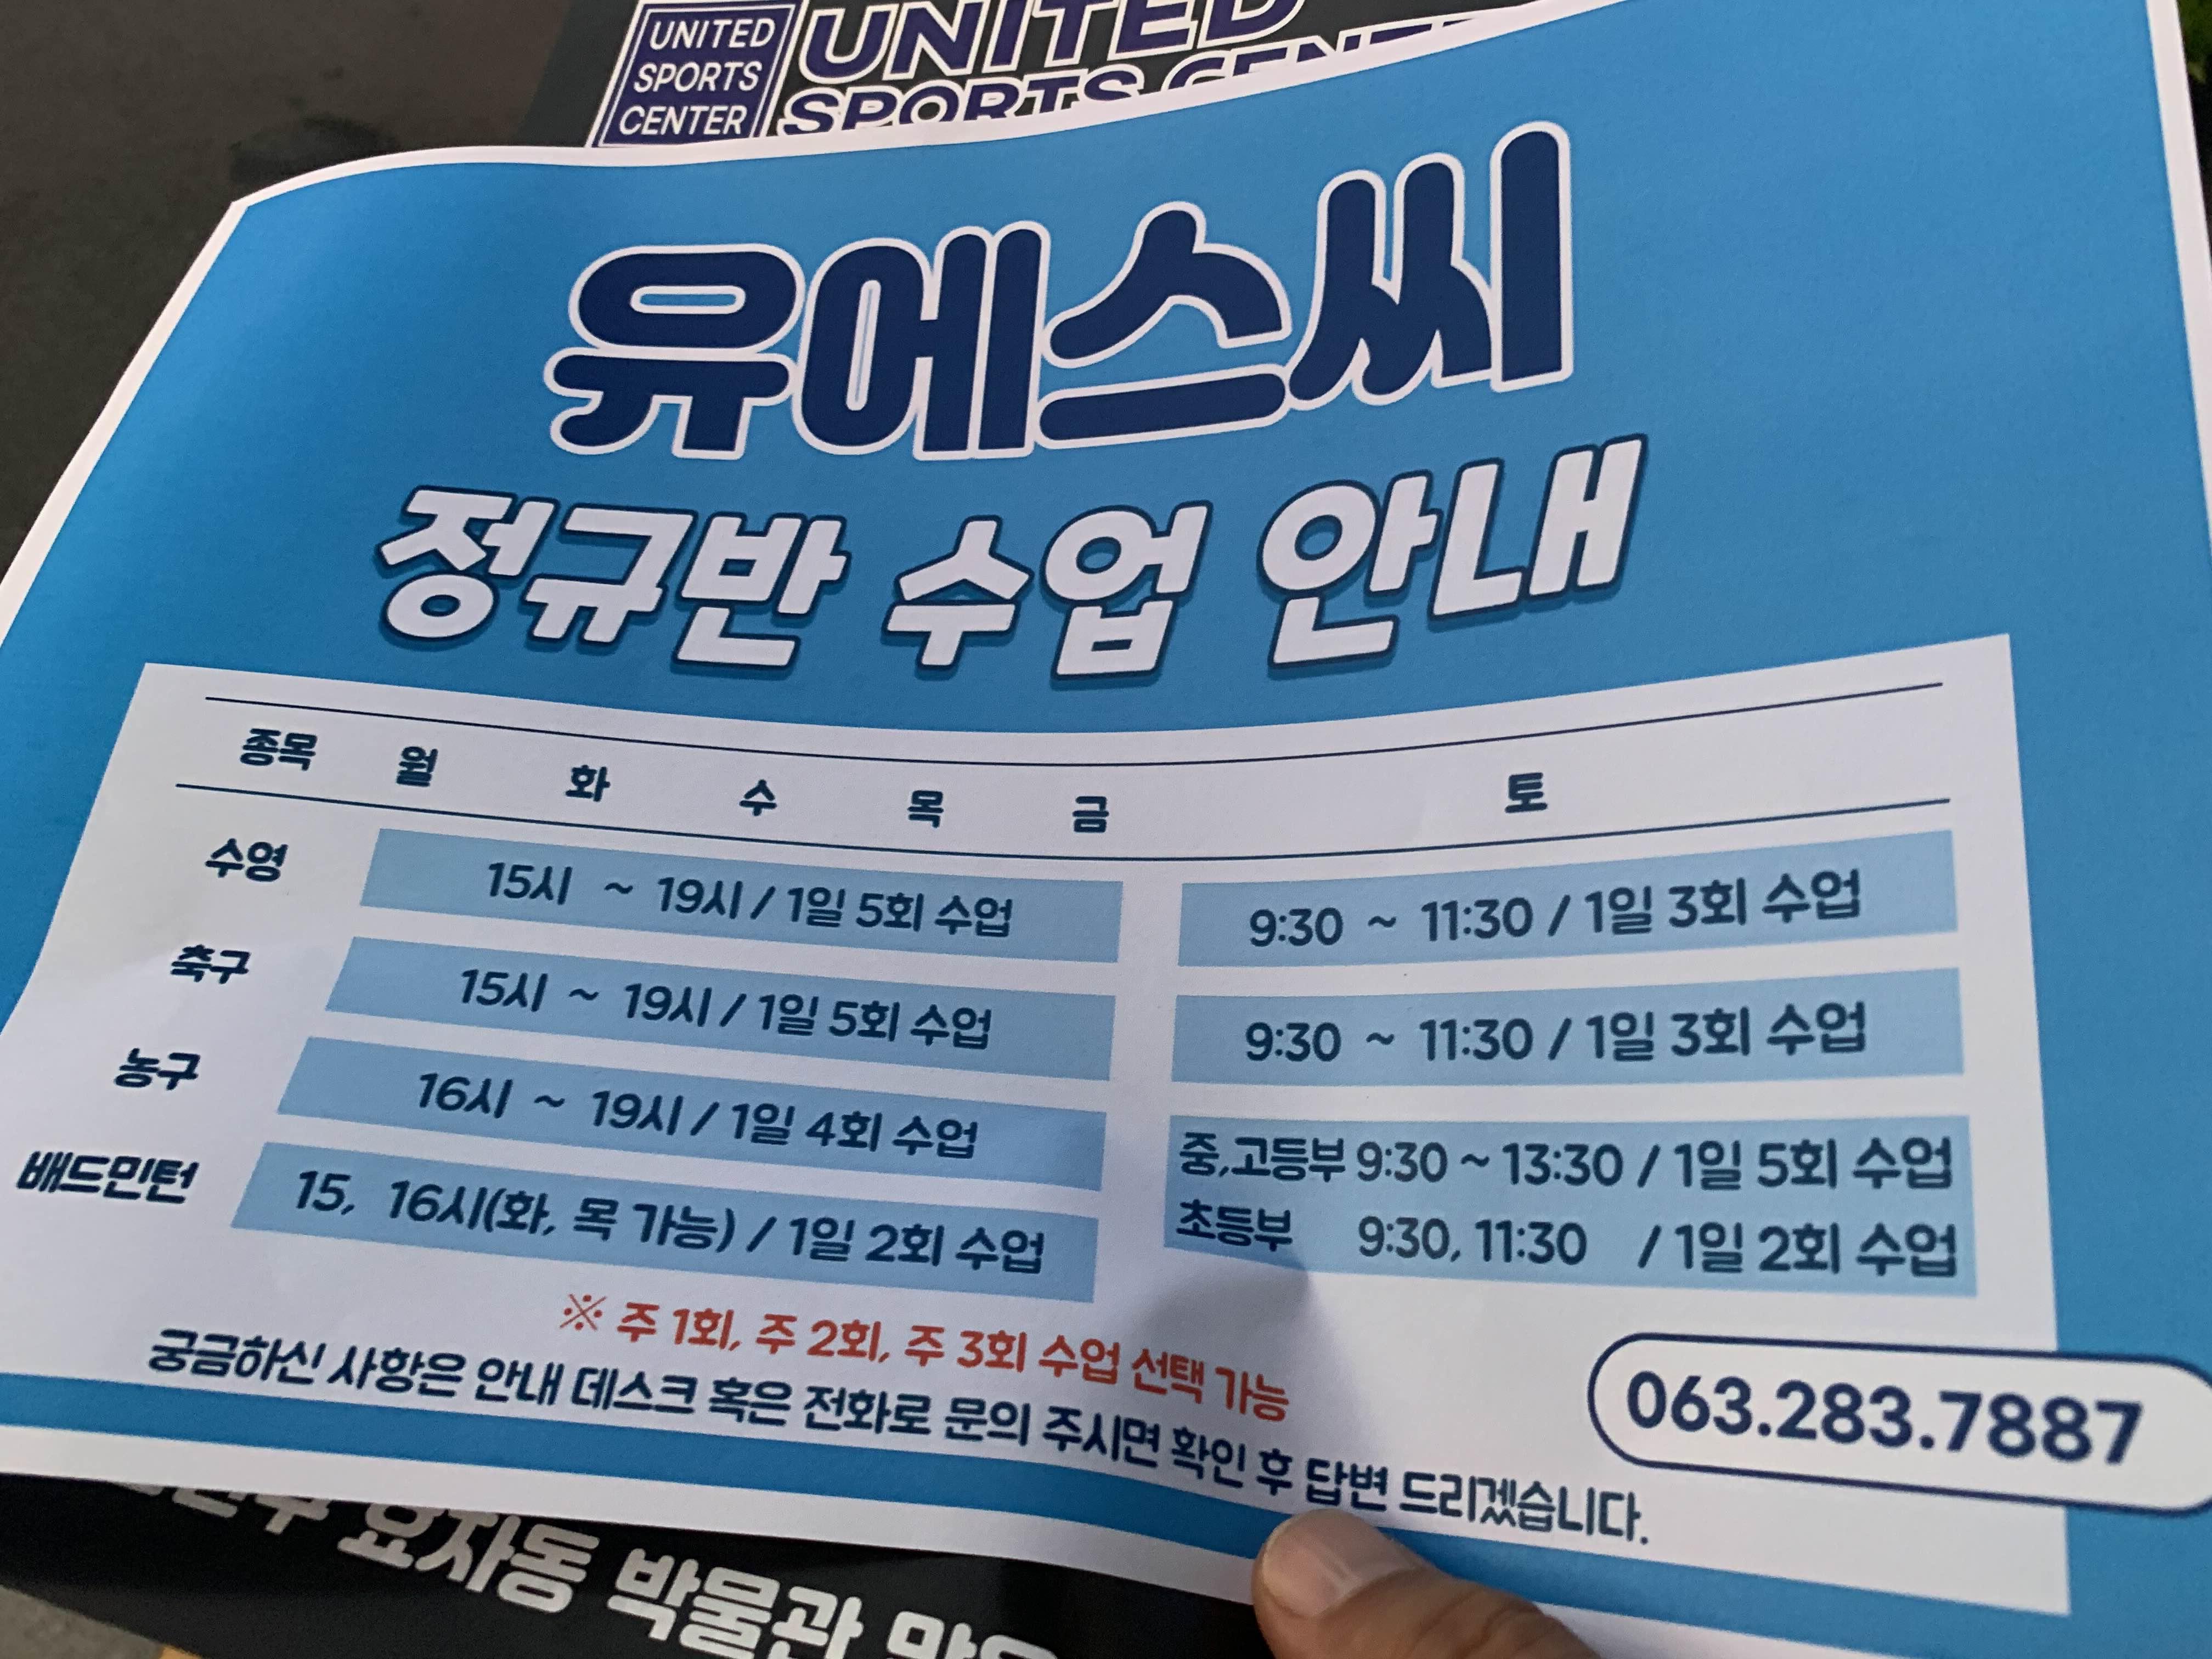 UNITED
SPORTS
CENTER
UNITED
SPORTS
유에스씨
정규반 수업 안내
종목 월 화 수 목 금 토
수영 15시 ~ 19시 / 1일 5회 수업 9:30 ~ 11:30 / 1일 3회 수업
축구 15시 ~ 19시 / 1일 5회 수업 9:30 ~ 11:30 / 1일 3회 수업
농구 16시 ~ 19시 / 1일 4회 수업 중,고등부 9:30 ~ 13:30 / 1일 5회 수업
초등부 9:30, 11:30 / 1일 2회 수업
배드민턴 15, 16시(화, 목 가능) / 1일 2회 수업
※ 주 1회, 주 2회, 주 3회 수업 선택 가능
궁금하신 사항은 안내 데스크 혹은 전화로 문의 주시면 확인 후 답변 드리겠습니다.
063.283.7887
효자동 박물관